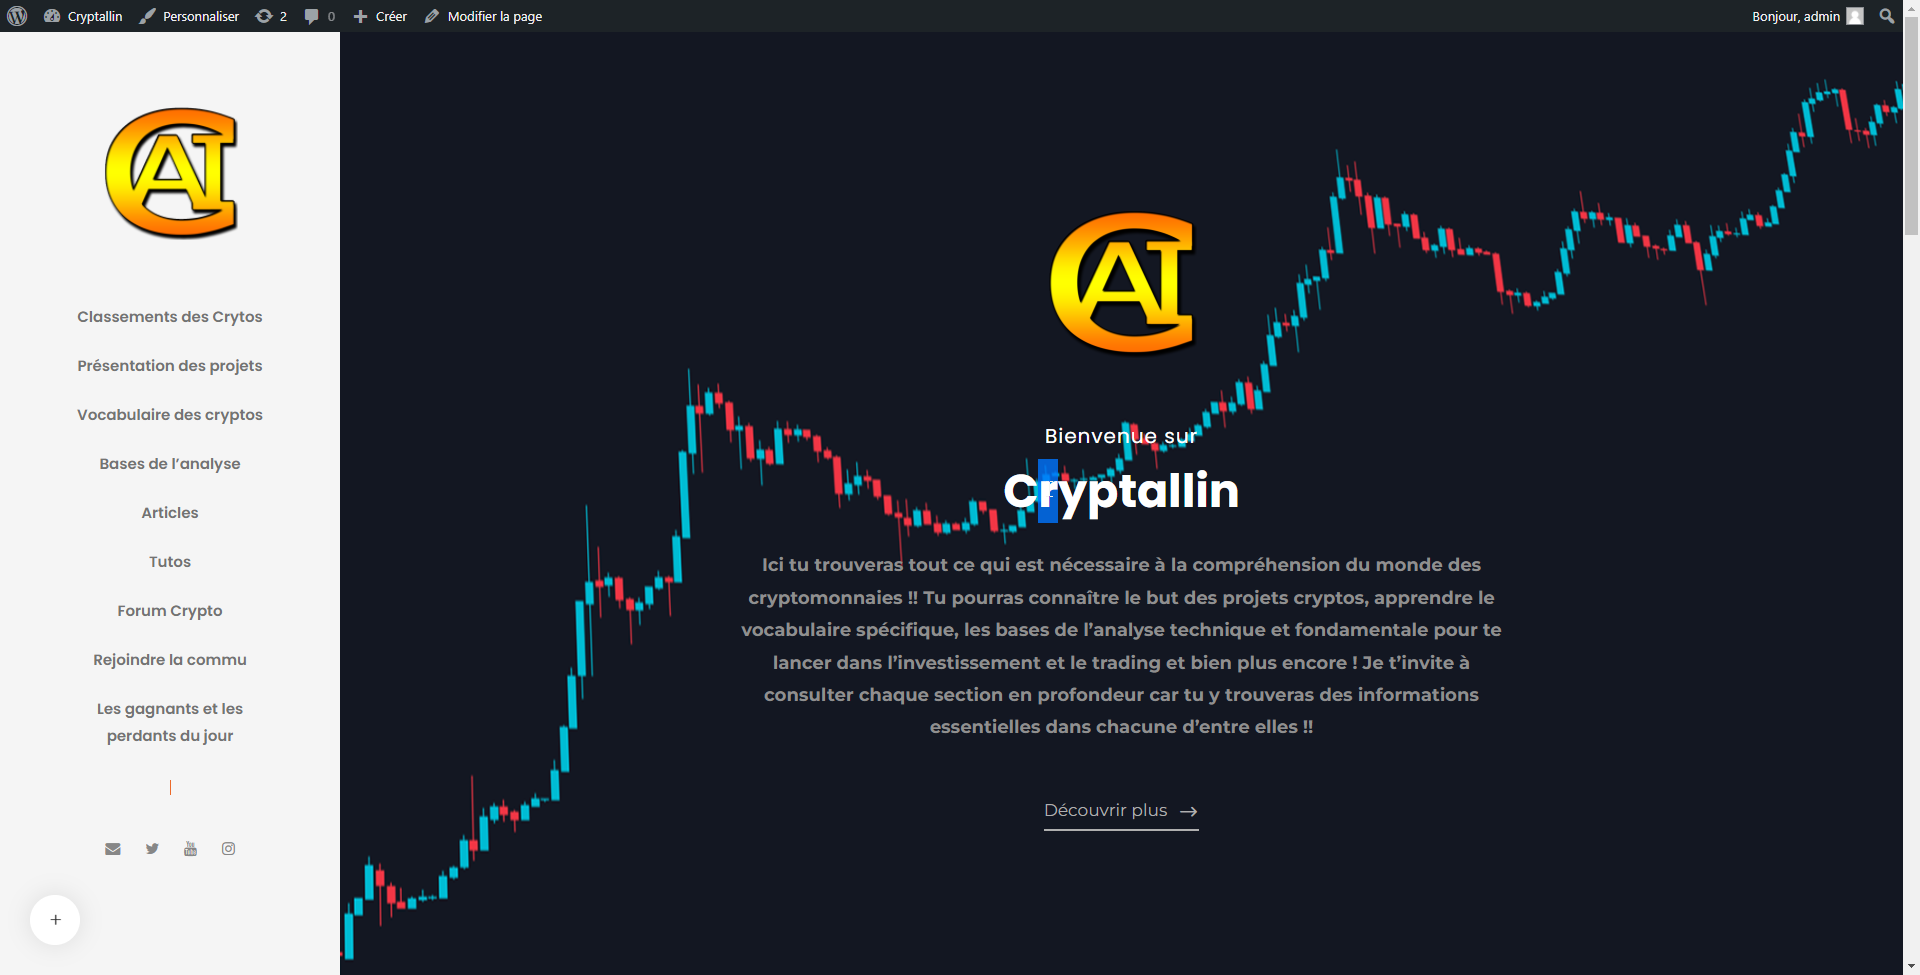 Cryptallin Personnaliser 2 0 Créer Modifier la page Bonjour, admin
CAI
Classements des Crytos
Présentation des projets
Vocabulaire des cryptos
Bases de l’analyse
Articles
Tutos
Forum Crypto
Rejoindre la commu
Les gagnants et les
perdants du jour
+
CAI
Bienvenue sur
Cryptallin
Ici tu trouveras tout ce qui est nécessaire à la compréhension du monde des
cryptomonnaies !! Tu pourras connaître le but des projets cryptos, apprendre le
vocabulaire spécifique, les bases de l’analyse technique et fondamentale pour te
lancer dans l’investissement et le trading et bien plus encore ! Je t’invite à
consulter chaque section en profondeur car tu y trouveras des informations
essentielles dans chacune d’entre elles !!
Découvrir plus →